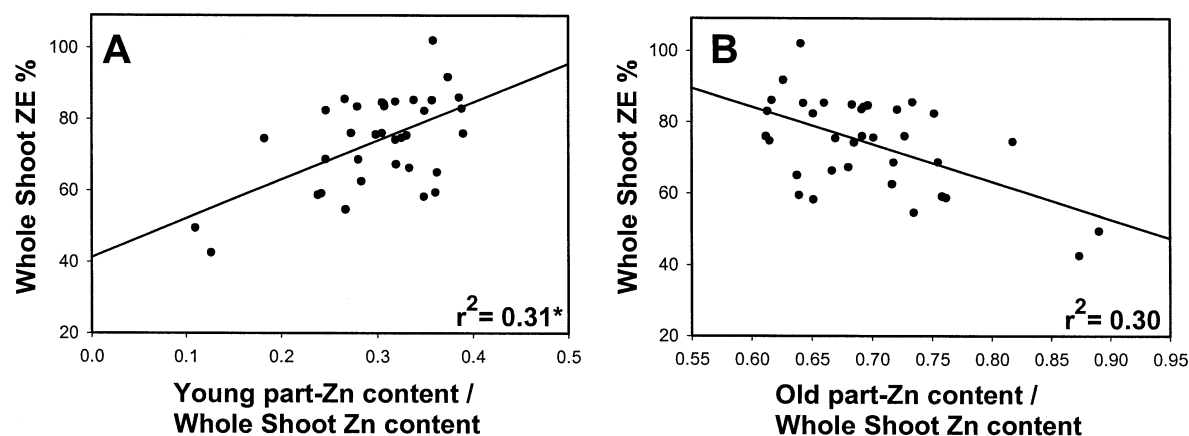 A
Whole Shoot ZE %
100
80
60
40
20
r2= 0.31*
0.0 0.1 0.2 0.3 0.4 0.5
Young part-Zn content /
Whole Shoot Zn content
B
Whole Shoot ZE %
100
80
60
40
20
r2= 0.30
0.55 0.60 0.65 0.70 0.75 0.80 0.85 0.90 0.95
Old part-Zn content /
Whole Shoot Zn content